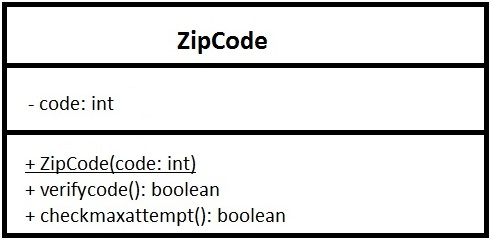 ZipCode
- code: int
+ ZipCode(code: int)
+ verifycode(): boolean
+ checkmaxattempt(): boolean